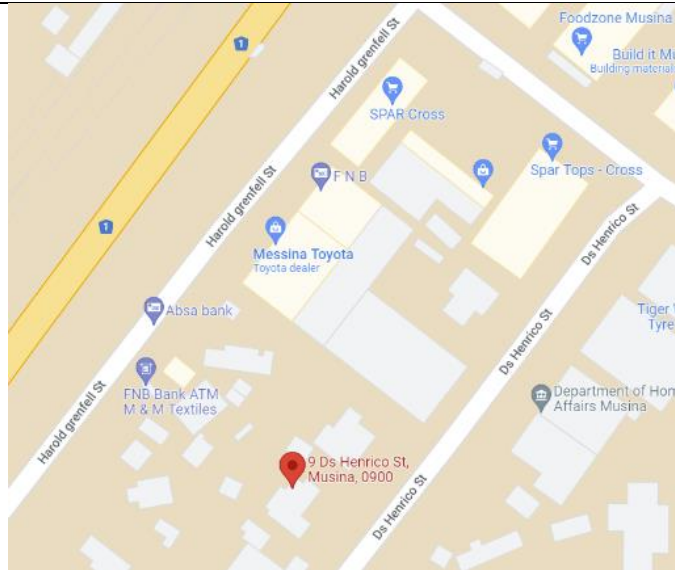 Foodzone Musina
Build it Mu
Building material
1
Harold grenfell St
SPAR Cross
Spar Tops - Cross
F N B
Harold grenfell St
Ds Henrico St
1
Messina Toyota
Toyota dealer
Absa bank
Tiger
Tyre
Ds Henrico St
FNB Bank ATM
M & M Textiles
Department of Hom
Affairs Musina
Harold grenfell St
9 Ds Henrico St,
Musina, 0900
Ds Henrico St